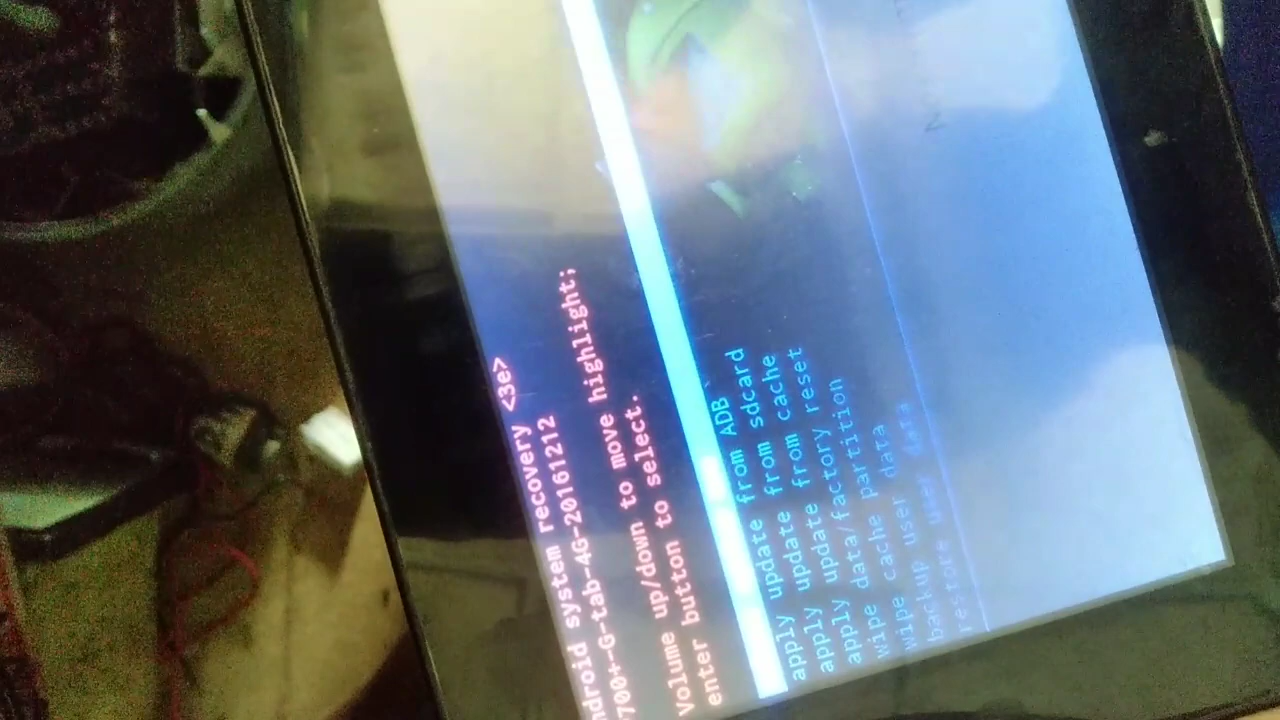 ndroid system recovery <3e>
700+-G-tab-4G-20161212
volume up/down to move highlight;
enter button to select.
apply update from ADB
apply update from sdcard
apply update from cache
apply update from reset
wipe data/factory
wipe cache partition
wipe user data
backup user data
restore